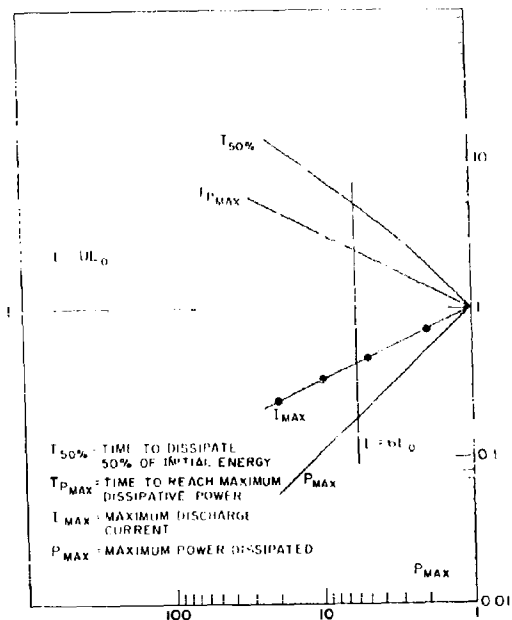 T50%
TPMAX
10
1
1
IMAX
L=6L0
0.1
PMAX
T50% = TIME TO DISSIPATE
50% OF INITIAL ENERGY
TPMAX = TIME TO REACH MAXIMUM
DISSIPATIVE POWER
IMAX = MAXIMUM DISCHARGE
CURRENT
PMAX = MAXIMUM POWER DISSIPATED
PMAX
0.01
100
10
1